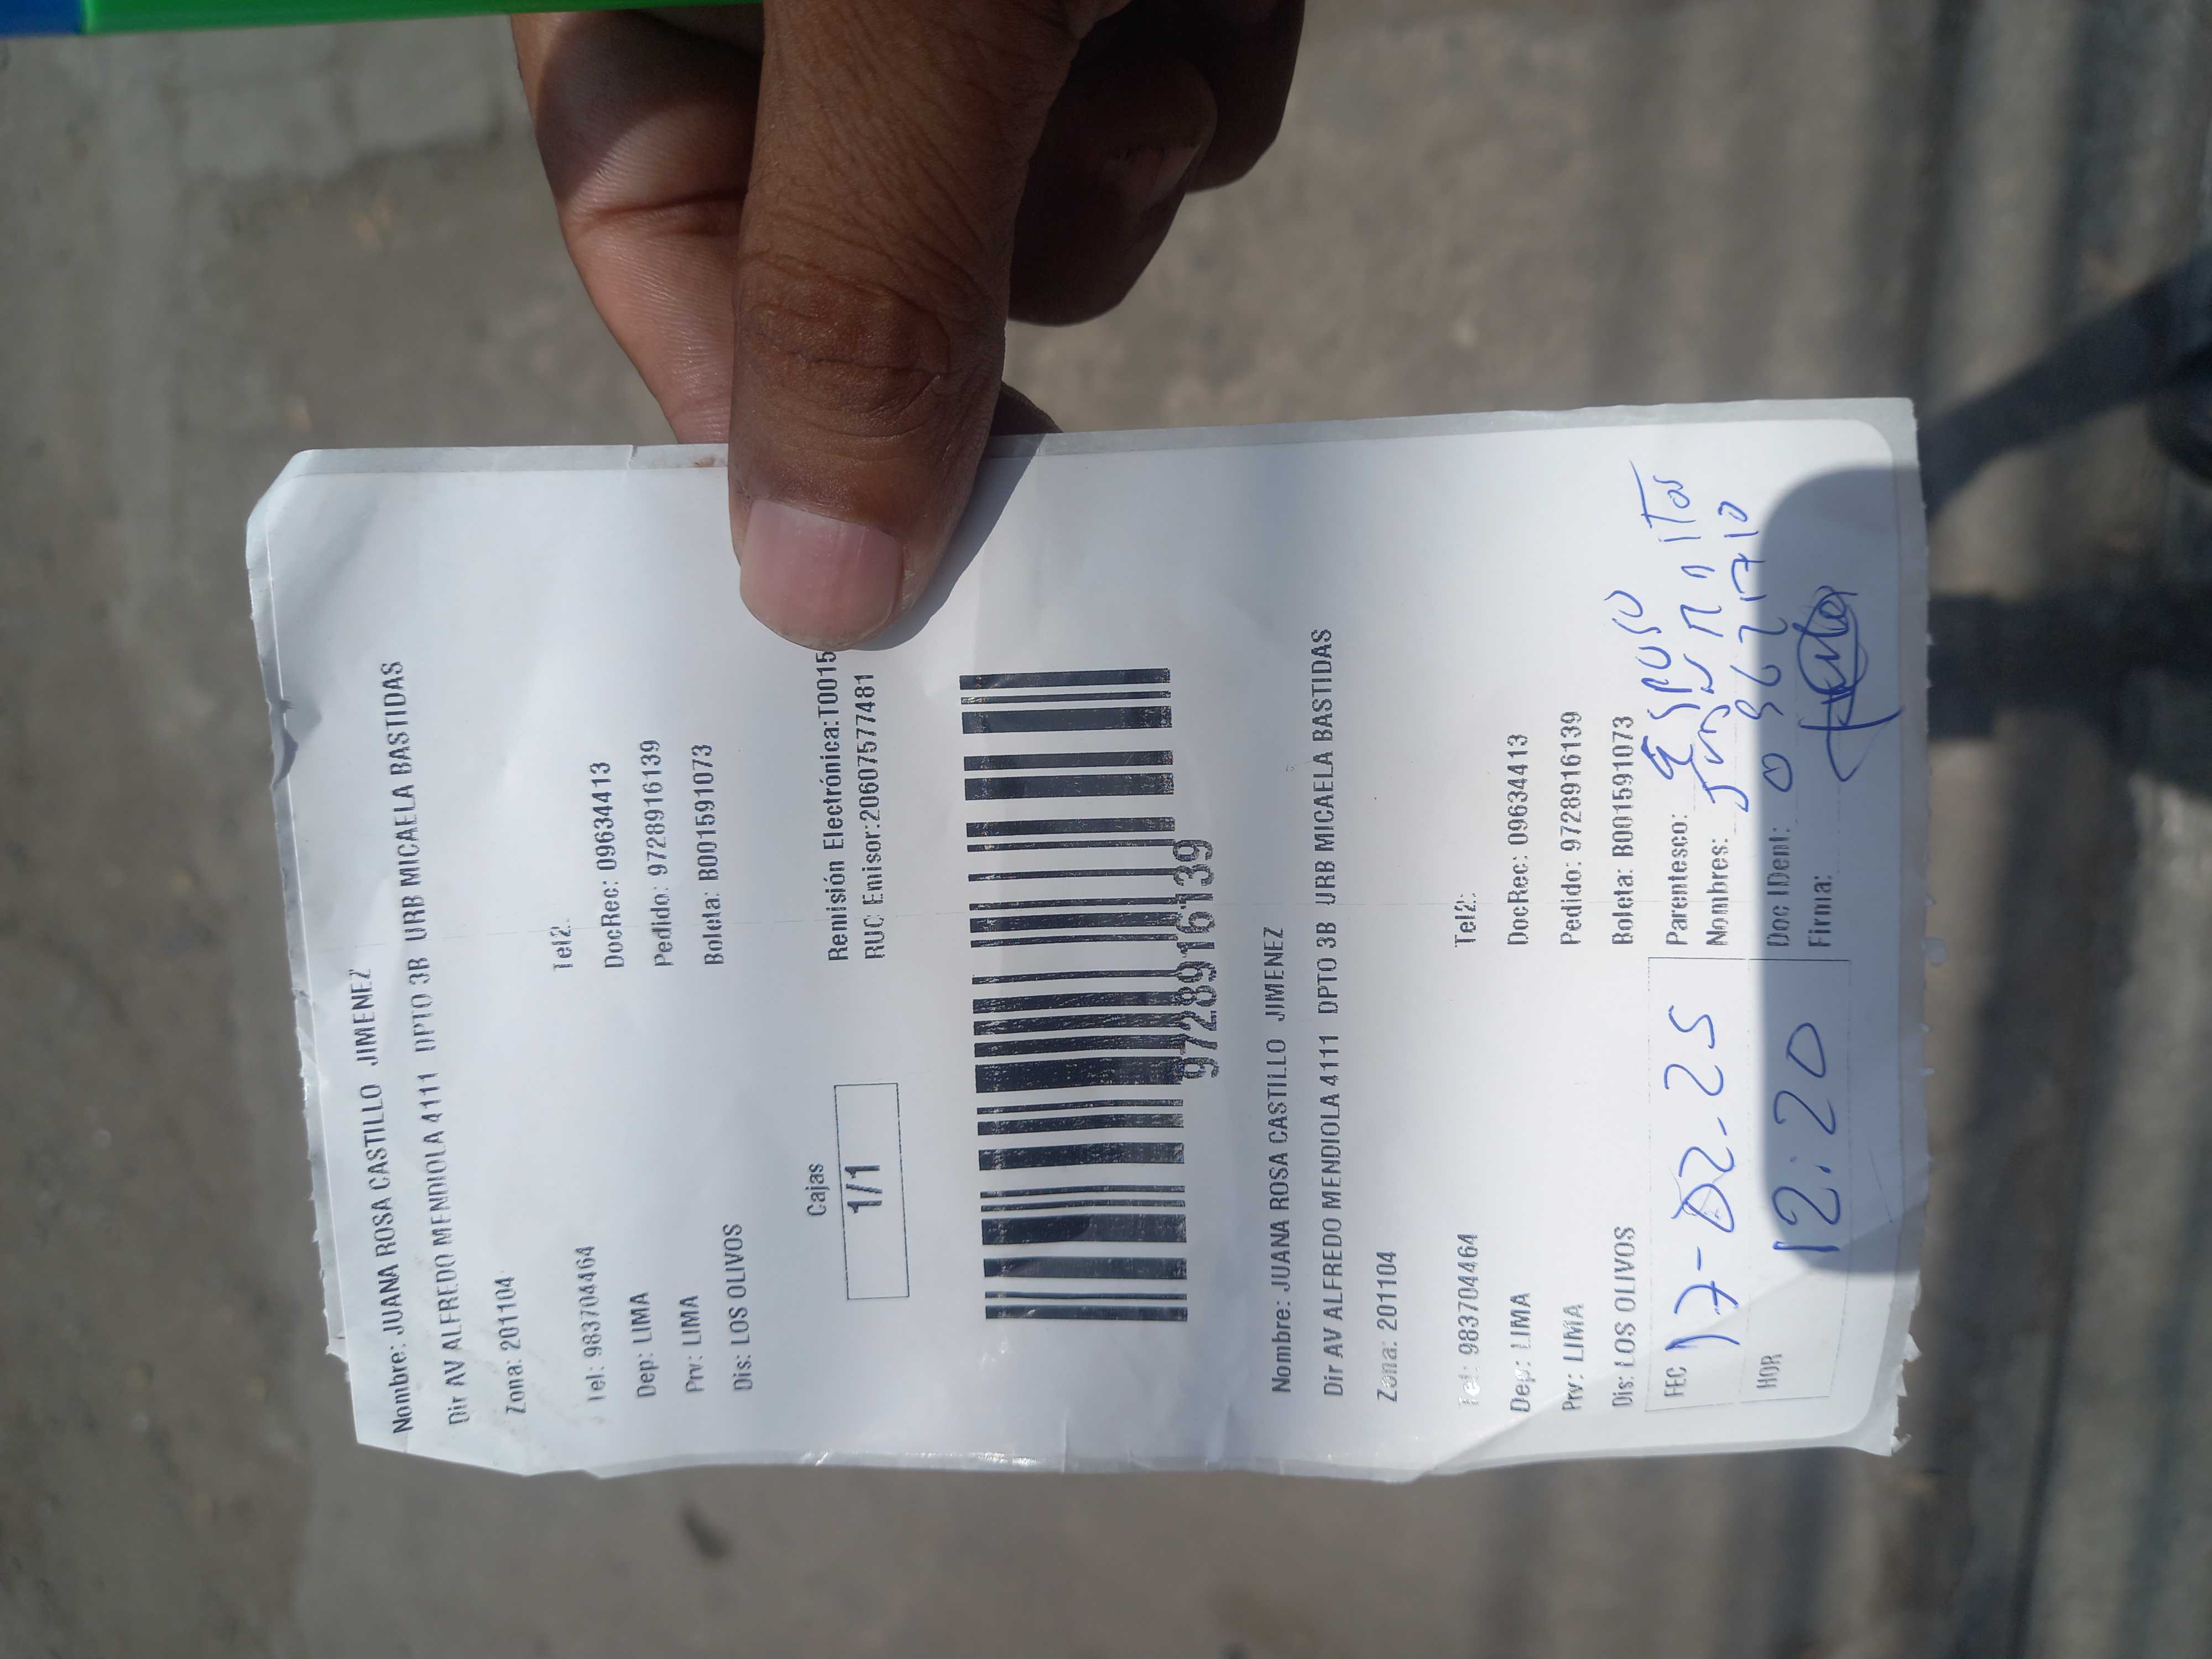 Nombre: JUANA ROSA CASTILLO JIMENEZ
Dir AV ALFREDO MENDIOLA 4111 DPTO 3B URB MICAELA BASTIDAS
Zona: 201104
Tel2:
Tel: 983704464 DocRec: 09634413
Dep: LIMA Pedido: 972891613​9
Prv: LIMA Boleta: B001591073
Dis: LOS OLIVOS
Cajas
1/1
Remisión Electrónica:T0015
RUC Emisor:20607577481
9728916139
Nombre: JUANA ROSA CASTILLO JIMENEZ
Dir AV ALFREDO MENDIOLA 4111 DPTO 3B URB MICAELA BASTIDAS
Zona: 201104
Tel2:
Tel: 983704464 DocRec: 09634413
Dep: LIMA Pedido: 9728916139
Prv: LIMA Boleta: B001591073
Dis: LOS OLIVOS
Parentesco: Esposo
FEC 17-02-25 Nombres:
HOR 12:20 Doc IDent:
Firma: